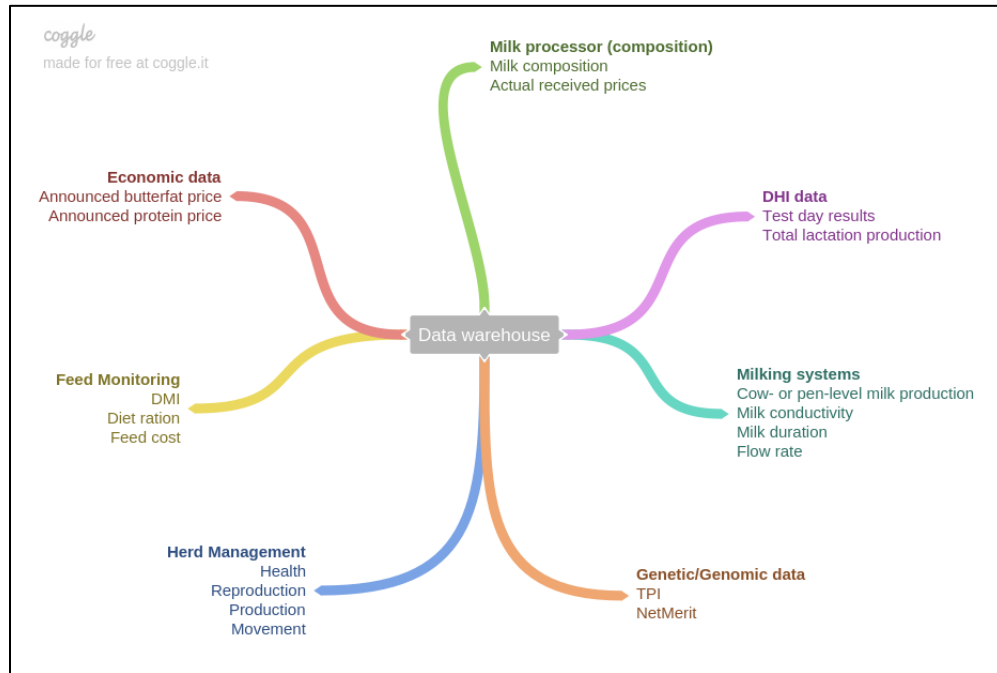 coggle
made for free at coggle.it
Milk processor (composition)
Milk composition
Actual received prices
Economic data
Announced butterfat price
Announced protein price
DHI data
Test day results
Total lactation production
Data warehouse
Feed Monitoring
DMI
Diet ration
Feed cost
Milking systems
Cow- or pen-level milk production
Milk conductivity
Milk duration
Flow rate
Herd Management
Health
Reproduction
Production
Movement
Genetic/Genomic data
TPI
NetMerit